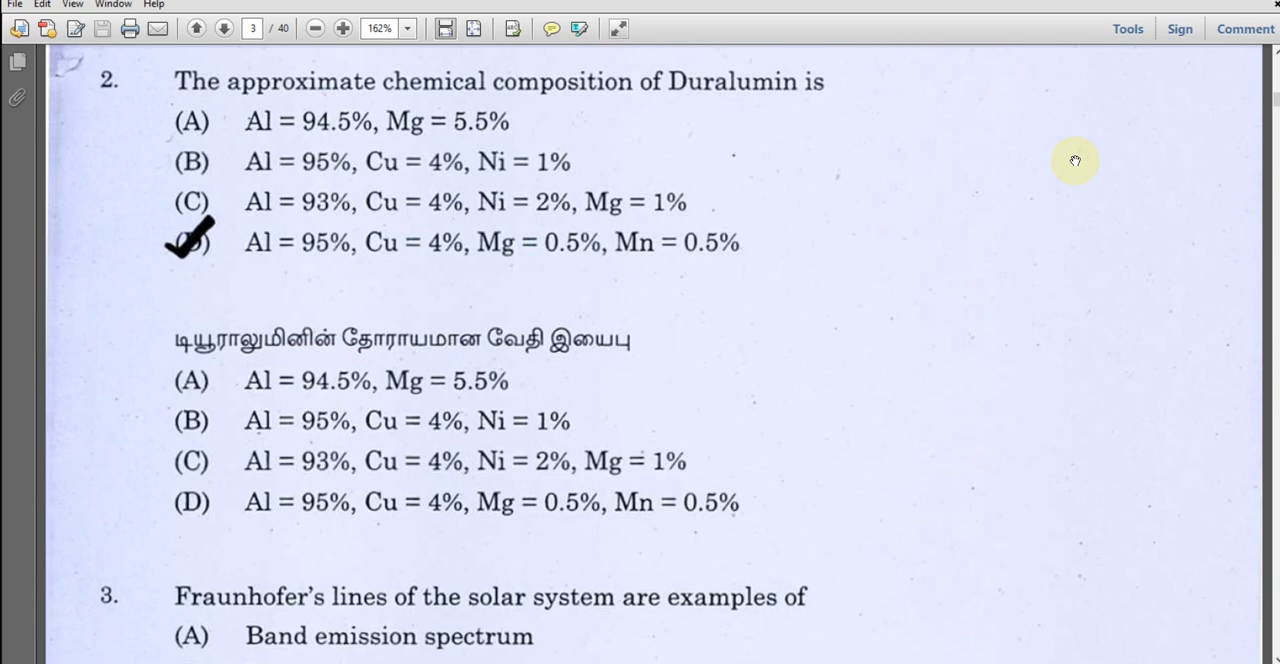 File Edit View Window Help
3 / 40 162% Tools Sign Comment
2. The approximate chemical composition of Duralumin is
(A) Al = 94.5%, Mg = 5.5%
(B) Al = 95%, Cu = 4%, Ni = 1%
(C) Al = 93%, Cu = 4%, Ni = 2%, Mg = 1%
(D) Al = 95%, Cu = 4%, Mg = 0.5%, Mn = 0.5%
டியூராலுமினின் தோராயமான வேதி இயைபு
(A) Al = 94.5%, Mg = 5.5%
(B) Al = 95%, Cu = 4%, Ni = 1%
(C) Al = 93%, Cu = 4%, Ni = 2%, Mg = 1%
(D) Al = 95%, Cu = 4%, Mg = 0.5%, Mn = 0.5%
3. Fraunhofer's lines of the solar system are examples of
(A) Band emission spectrum